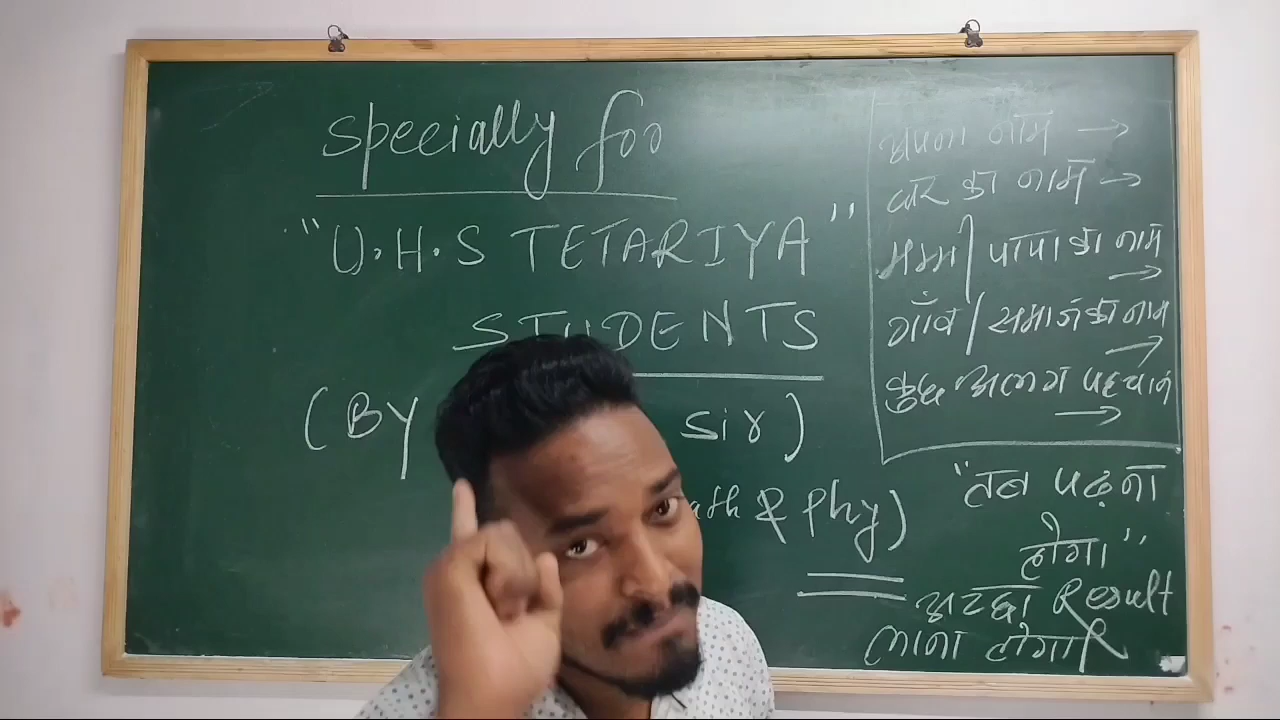 Specially for
"U.H.S TETARIYA"
STUDENTS
(By sir)
& Phy)
अपना नाम →
घर का नाम →
मम्मी/पापा का नाम →
गाँव/समाज का नाम →
कुछ अलग पहचान →
"तब पढ़ना
होगा"
अच्छा Result
लाना होगा।